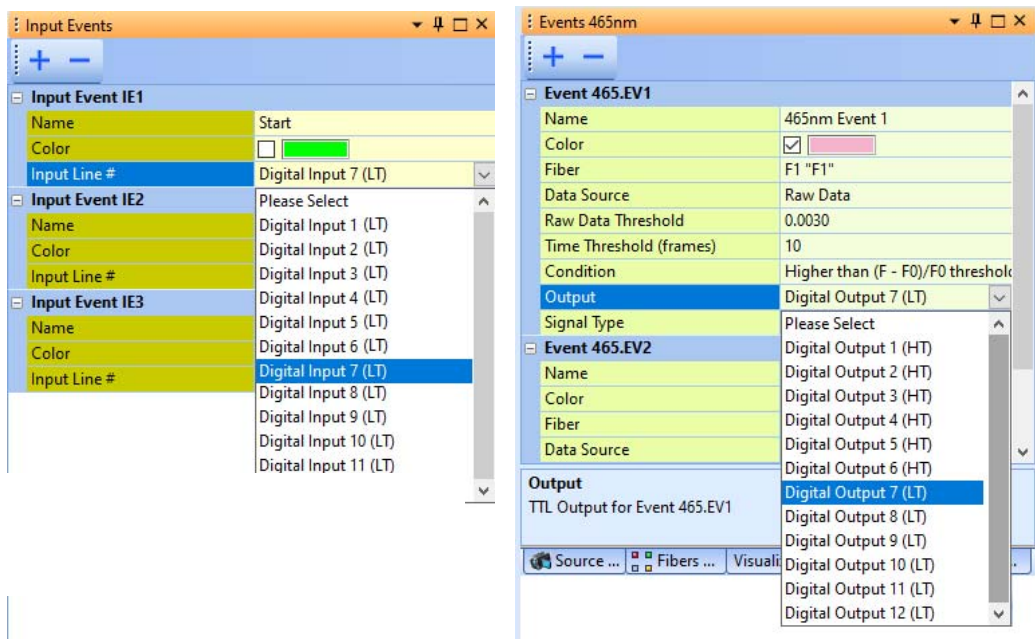 Input Events
Input Event IE1
Name Start
Color
Input Line # Digital Input 7 (LT)
Input Event IE2
Name
Color
Input Line #
Input Event IE3
Name
Color
Input Line #
Please Select
Digital Input 1 (LT)
Digital Input 2 (LT)
Digital Input 3 (LT)
Digital Input 4 (LT)
Digital Input 5 (LT)
Digital Input 6 (LT)
Digital Input 7 (LT)
Digital Input 8 (LT)
Digital Input 9 (LT)
Digital Input 10 (LT)
Digital Input 11 (LT)
Events 465nm
Event 465.EV1
Name 465nm Event 1
Color
Fiber F1 "F1"
Data Source Raw Data
Raw Data Threshold 0.0030
Time Threshold (frames) 10
Condition Higher than (F - F0)/F0 threshold
Output Digital Output 7 (LT)
Signal Type
Event 465.EV2
Name
Color
Fiber
Data Source
Please Select
Digital Output 1 (HT)
Digital Output 2 (HT)
Digital Output 3 (HT)
Digital Output 4 (HT)
Digital Output 5 (HT)
Digital Output 6 (HT)
Digital Output 7 (LT)
Digital Output 8 (LT)
Digital Output 9 (LT)
Digital Output 10 (LT)
Digital Output 11 (LT)
Digital Output 12 (LT)
Output
TTL Output for Event 465.EV1
Source ... Fibers ... Visuali